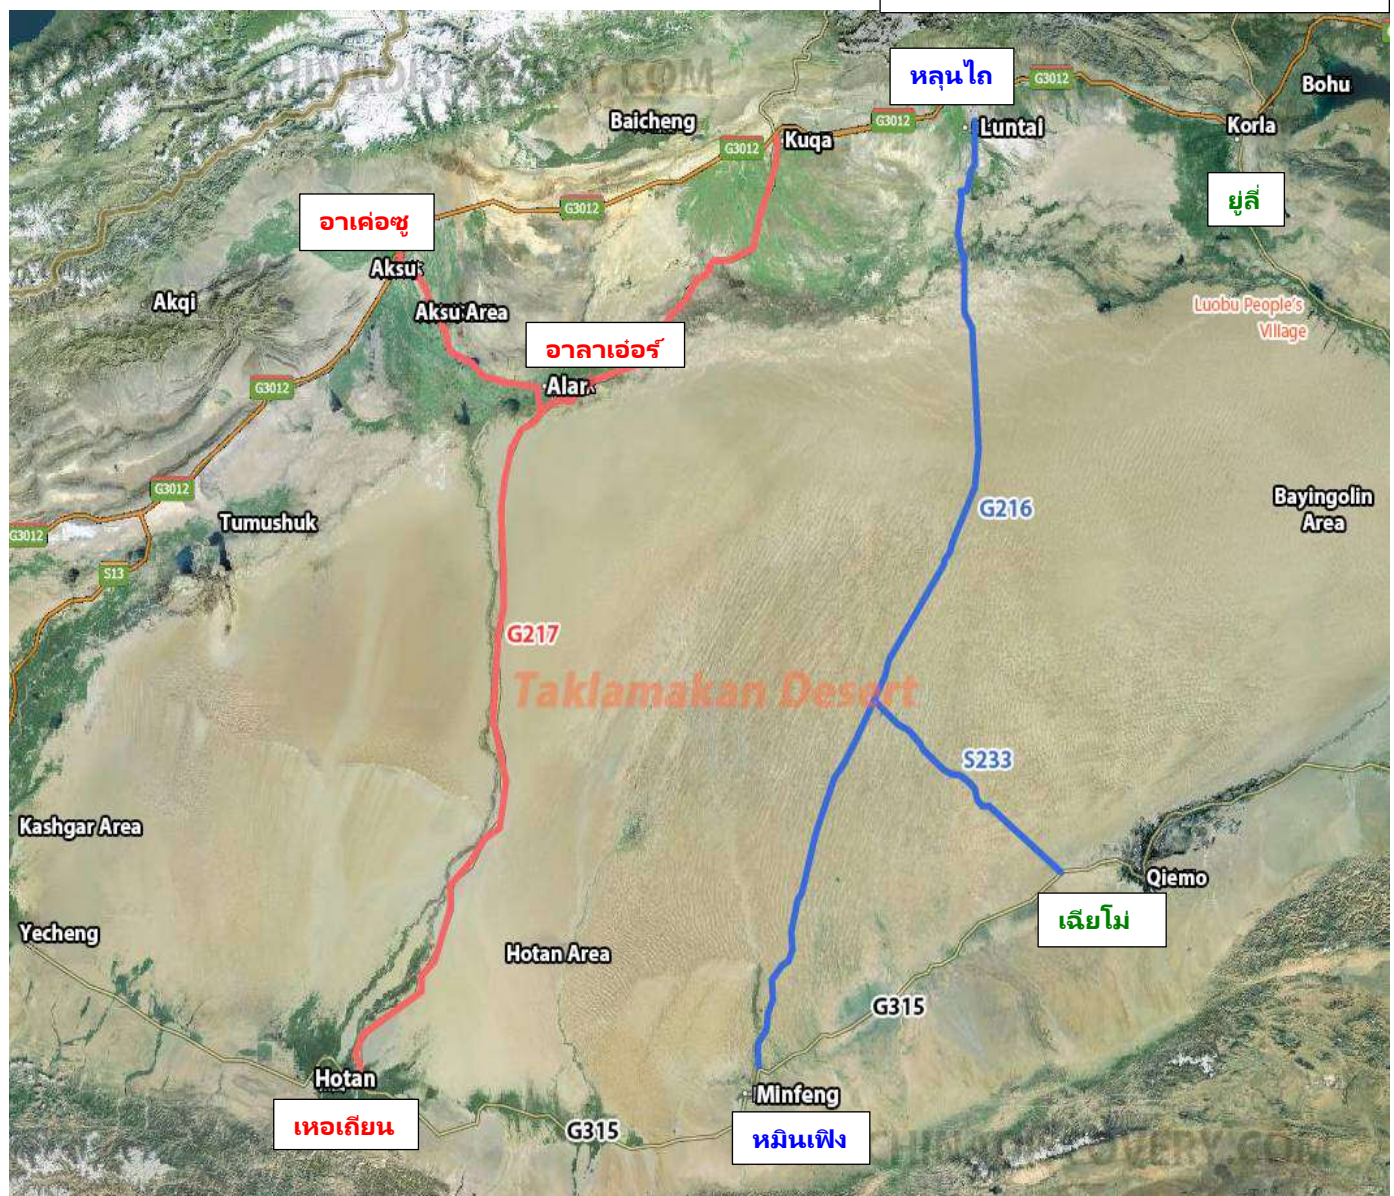 CHINADISCOVERY.COM
หลุนไถ
G3012
Bohu
Baicheng
G3012
Luntai
Korla
Kuqa
G3012
ยู่ลี่
G3012
อาเค่อซู
Aksu
Akqi
Aksu Area
Luobu People's
Village
อาลาเอ๋อร์
Alar
G3012
G3012
Bayingolin
Area
G216
Tumushuk
G3012
S13
G217
Taklamakan Desert
S233
Kashgar Area
Qiemo
เฉียโม่
Yecheng
Hotan Area
G315
Hotan
Minfeng
เหอเถียน
G315
หมินเฟิง
CHINADISCOVERY.COM